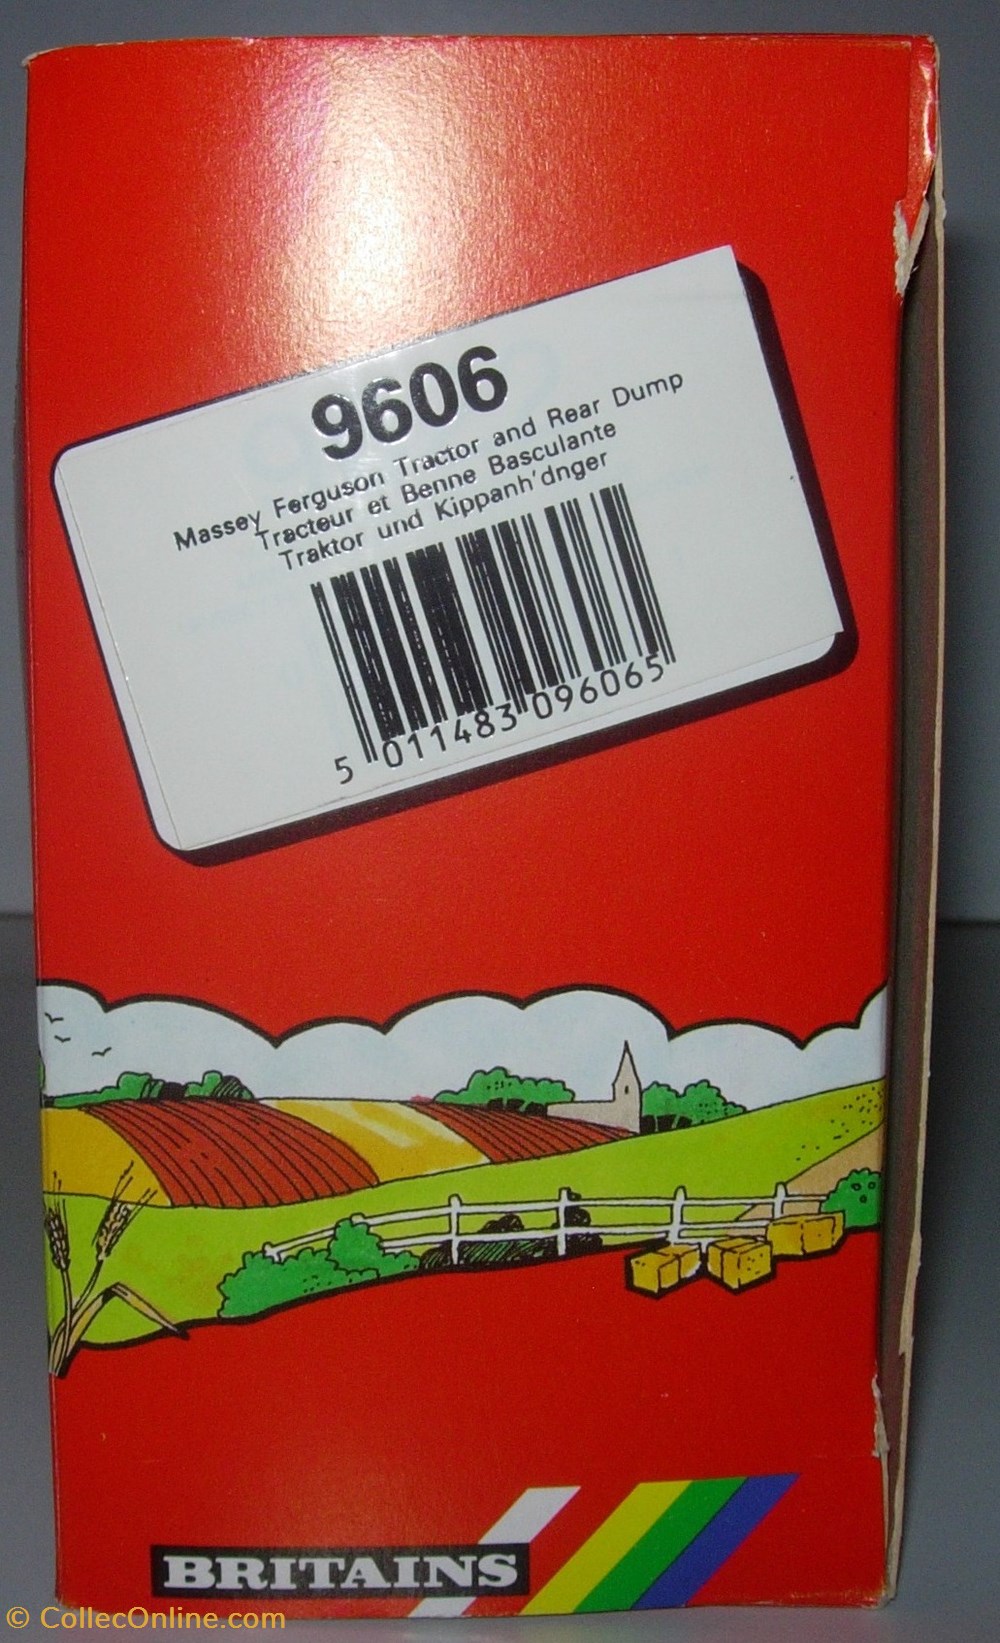 9606
Massey Ferguson Tractor and Rear Dump
Tracteur et Benne Basculante
Traktor und Kippanh'dnger
5 011483 096065
BRITAINS
© CollecOnline.com